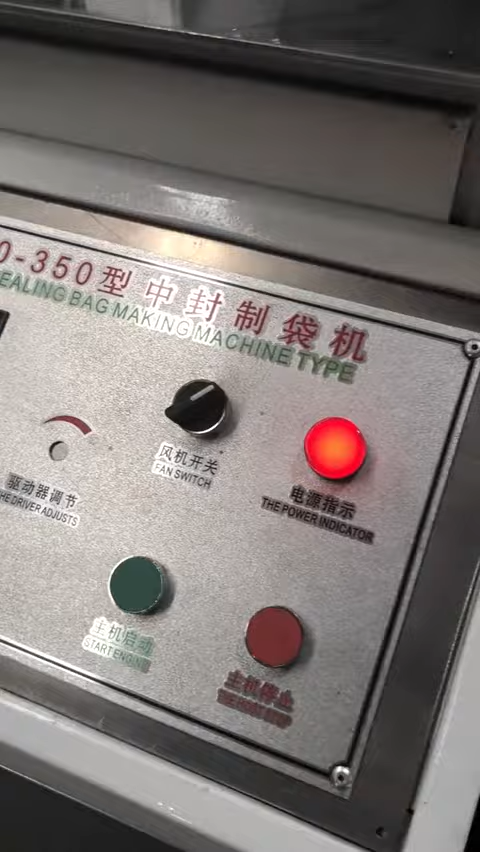 0-350型 中封制袋机
EALING BAG MAKING MACHINE TYPE
风机开关
FAN SWITCH
电源指示
THE POWER INDICATOR
驱动器调节
HE DRIVER ADJUSTS
主机启动
START ENGINE
主机停止